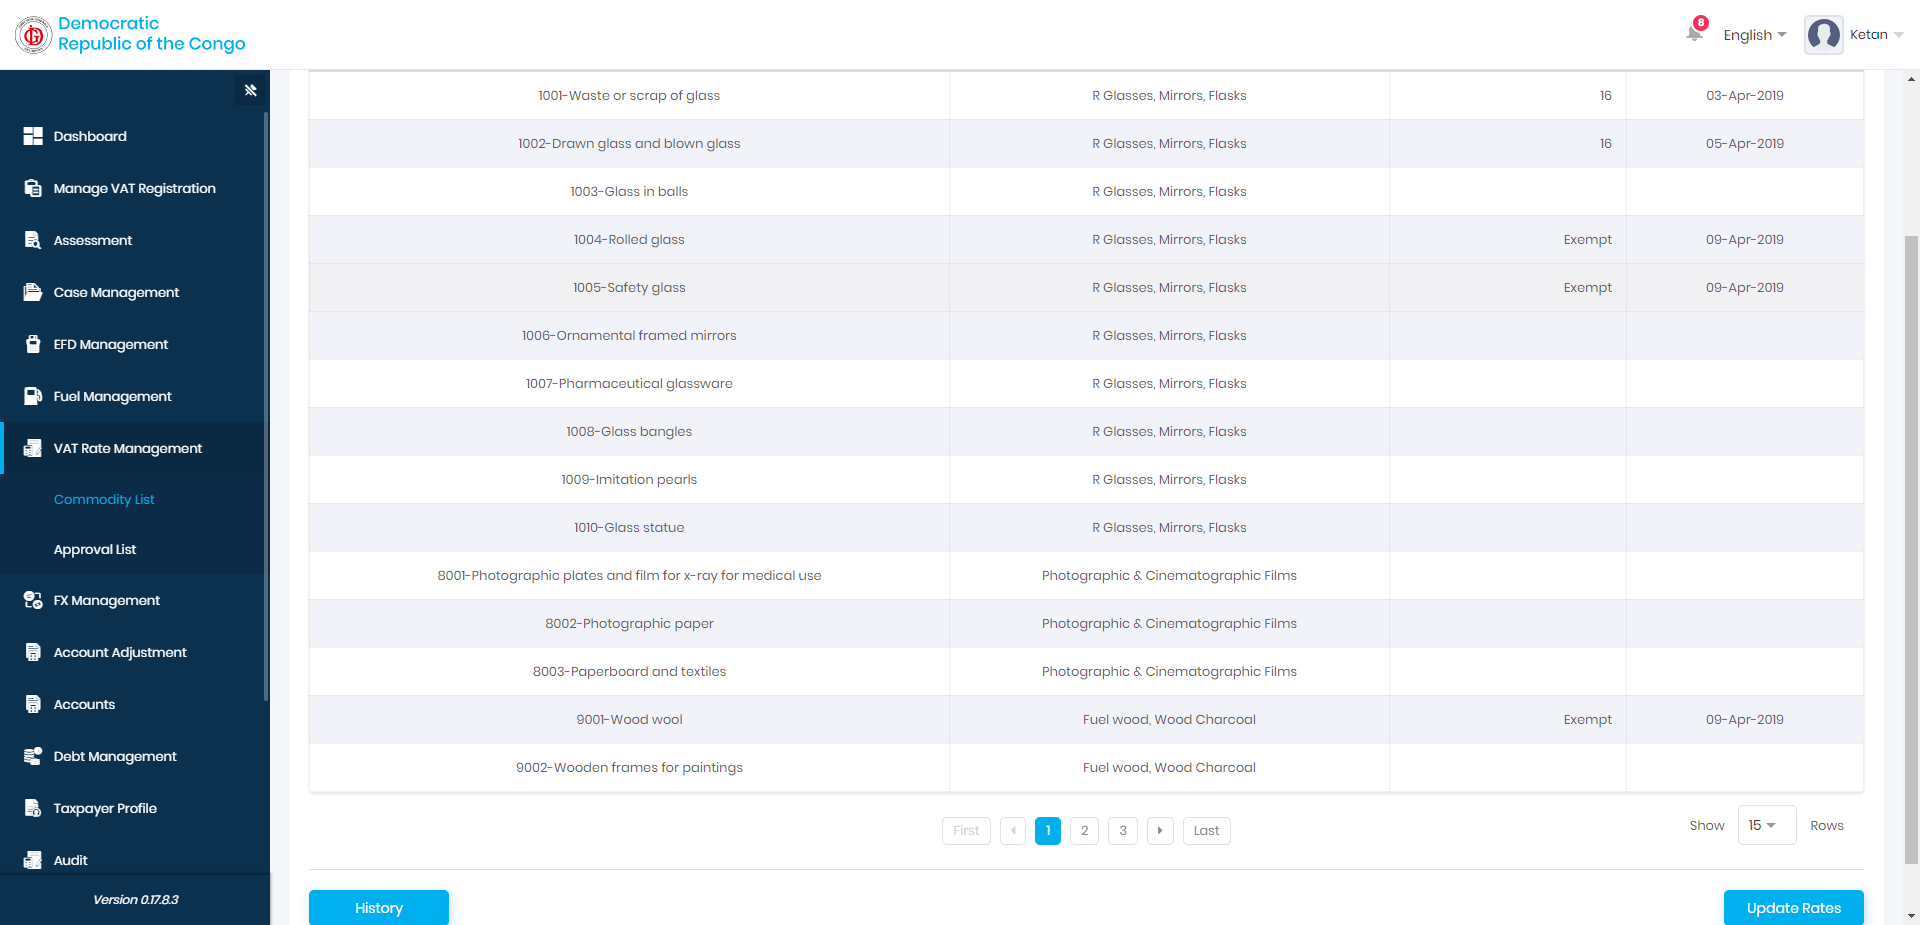 Democratic
Republic of the Congo
8
English
Ketan
Dashboard
Manage VAT Registration
Assessment
Case Management
EFD Management
Fuel Management
VAT Rate Management
Commodity List
Approval List
FX Management
Account Adjustment
Accounts
Debt Management
Taxpayer Profile
Audit
Version 0.17.8.3
1001-Waste or scrap of glass R Glasses, Mirrors, Flasks 16 03-Apr-2019
1002-Drawn glass and blown glass R Glasses, Mirrors, Flasks 16 05-Apr-2019
1003-Glass in balls R Glasses, Mirrors, Flasks
1004-Rolled glass R Glasses, Mirrors, Flasks Exempt 09-Apr-2019
1005-Safety glass R Glasses, Mirrors, Flasks Exempt 09-Apr-2019
1006-Ornamental framed mirrors R Glasses, Mirrors, Flasks
1007-Pharmaceutical glassware R Glasses, Mirrors, Flasks
1008-Glass bangles R Glasses, Mirrors, Flasks
1009-Imitation pearls R Glasses, Mirrors, Flasks
1010-Glass statue R Glasses, Mirrors, Flasks
8001-Photographic plates and film for x-ray for medical use Photographic & Cinematographic Films
8002-Photographic paper Photographic & Cinematographic Films
8003-Paperboard and textiles Photographic & Cinematographic Films
9001-Wood wool Fuel wood, Wood Charcoal Exempt 09-Apr-2019
9002-Wooden frames for paintings Fuel wood, Wood Charcoal
First 1 2 3 Last
Show 15 Rows
History
Update Rates